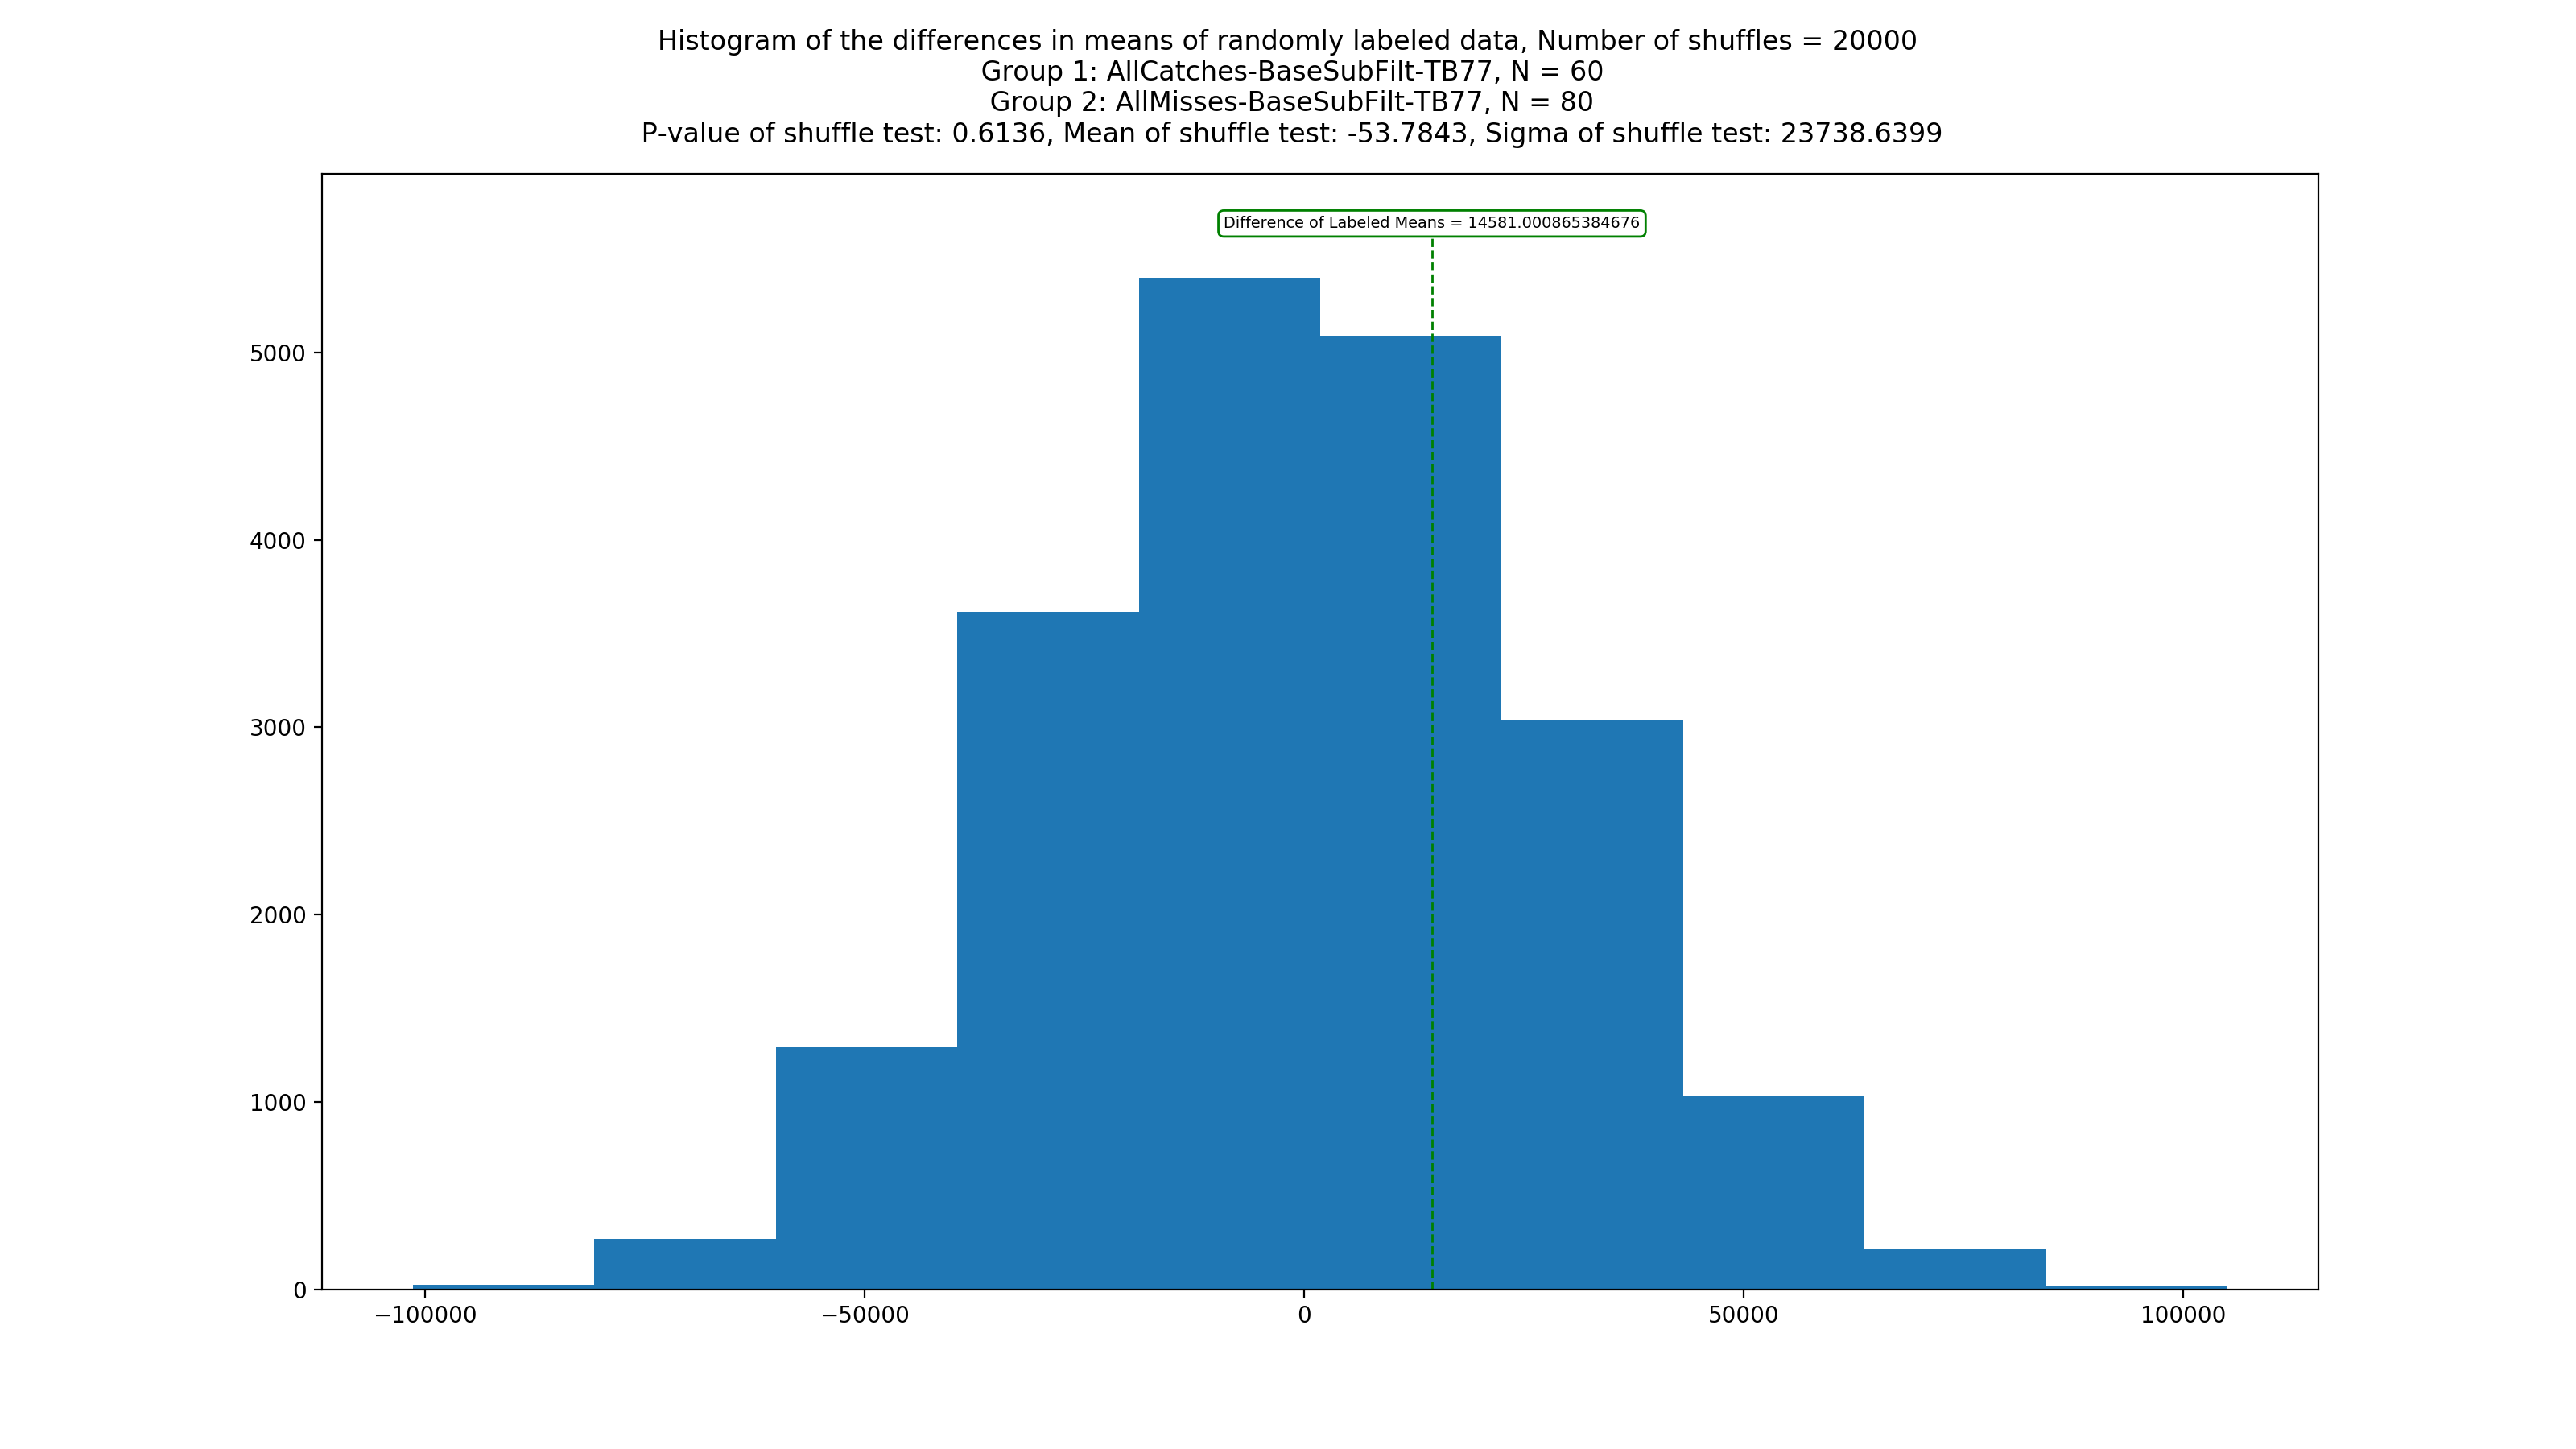 Histogram of the differences in means of randomly labeled data, Number of shuffles = 20000
Group 1: AllCatches-BaseSubFilt-TB77, N = 60
Group 2: AllMisses-BaseSubFilt-TB77, N = 80
P-value of shuffle test: 0.6136, Mean of shuffle test: -53.7843, Sigma of shuffle test: 23738.6399
Difference of Labeled Means = 14581.000865384676
5000
4000
3000
2000
1000
0
−100000 −50000 0 50000 100000